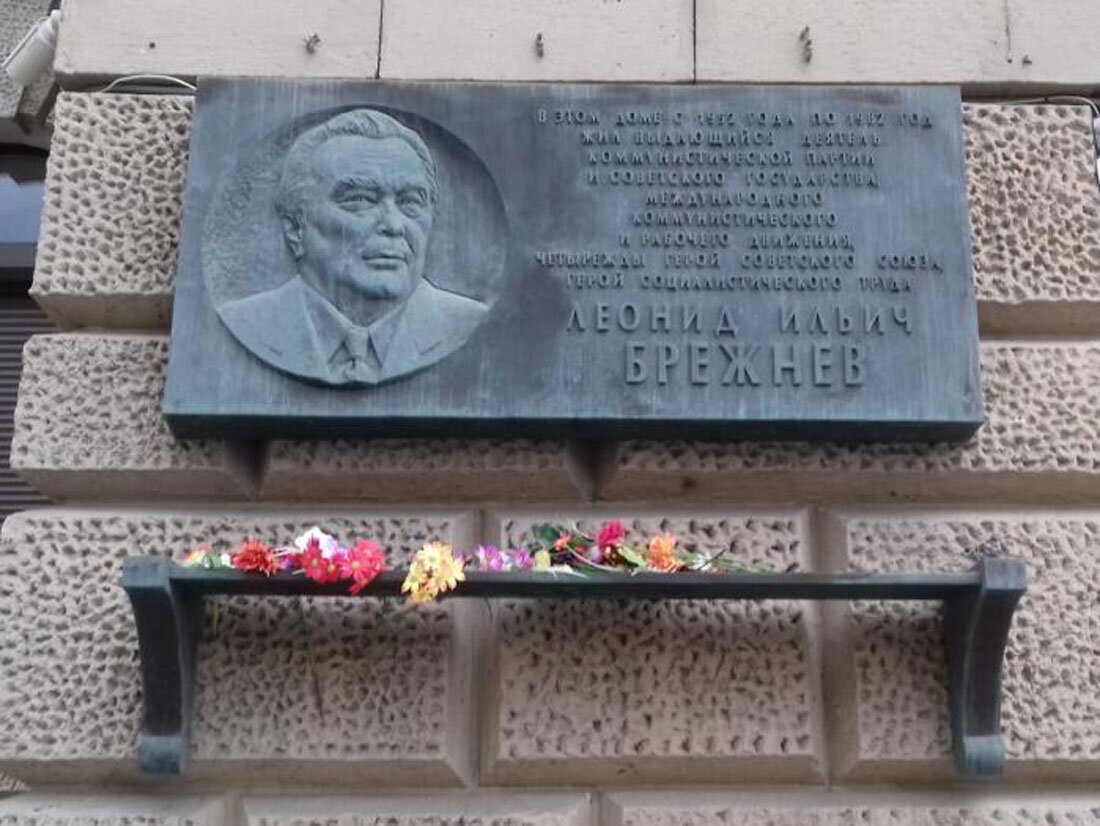 В ЭТОМ ДОМЕ С 1952 ГОДА ПО 1982 ГОД
ЖИЛ ВЫДАЮЩИЙСЯ ДЕЯТЕЛЬ
КОММУНИСТИЧЕСКОЙ ПАРТИИ
И СОВЕТСКОГО ГОСУДАРСТВА,
МЕЖДУНАРОДНОГО
КОММУНИСТИЧЕСКОГО
И РАБОЧЕГО ДВИЖЕНИЯ,
ЧЕТЫРЕЖДЫ ГЕРОЙ СОВЕТСКОГО СОЮЗА,
ГЕРОЙ СОЦИАЛИСТИЧЕСКОГО ТРУДА
ЛЕОНИД ИЛЬИЧ
БРЕЖНЕВ